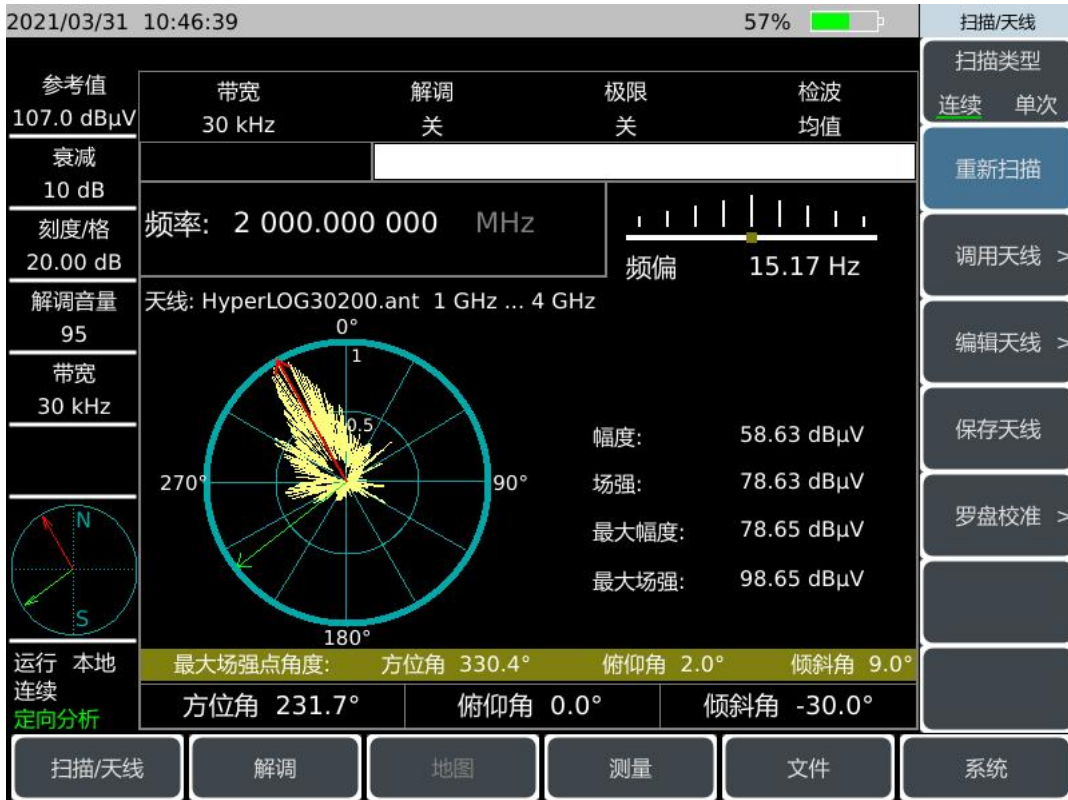 2021/03/31 10:46:39 57% 扫描/天线
扫描类型
连续 单次
重新扫描
调用天线 >
编辑天线 >
保存天线
罗盘校准 >
参考值
107.0 dBµV
衰减
10 dB
刻度/格
20.00 dB
解调音量
95
带宽
30 kHz
N
S
运行 本地
连续
定向分析
带宽 解调 极限 检波
30 kHz 关 关 均值
频率: 2 000.000 000 MHz
频偏 15.17 Hz
天线: HyperLOG30200.ant 1 GHz ... 4 GHz
0°
1
0.5
270° 90°
180°
幅度: 58.63 dBµV
场强: 78.63 dBµV
最大幅度: 78.65 dBµV
最大场强: 98.65 dBµV
最大场强点角度: 方位角 330.4° 俯仰角 2.0° 倾斜角 9.0°
方位角 231.7° 俯仰角 0.0° 倾斜角 -30.0°
扫描/天线 解调 地图 测量 文件 系统